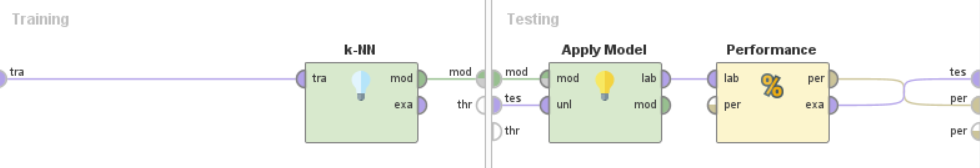 Training
Testing
k-NN
Apply Model
Performance
tra
tra
mod
mod
mod
mod
lab
lab
per
tes
exa
thr
tes
unl
mod
per
exa
per
thr
per